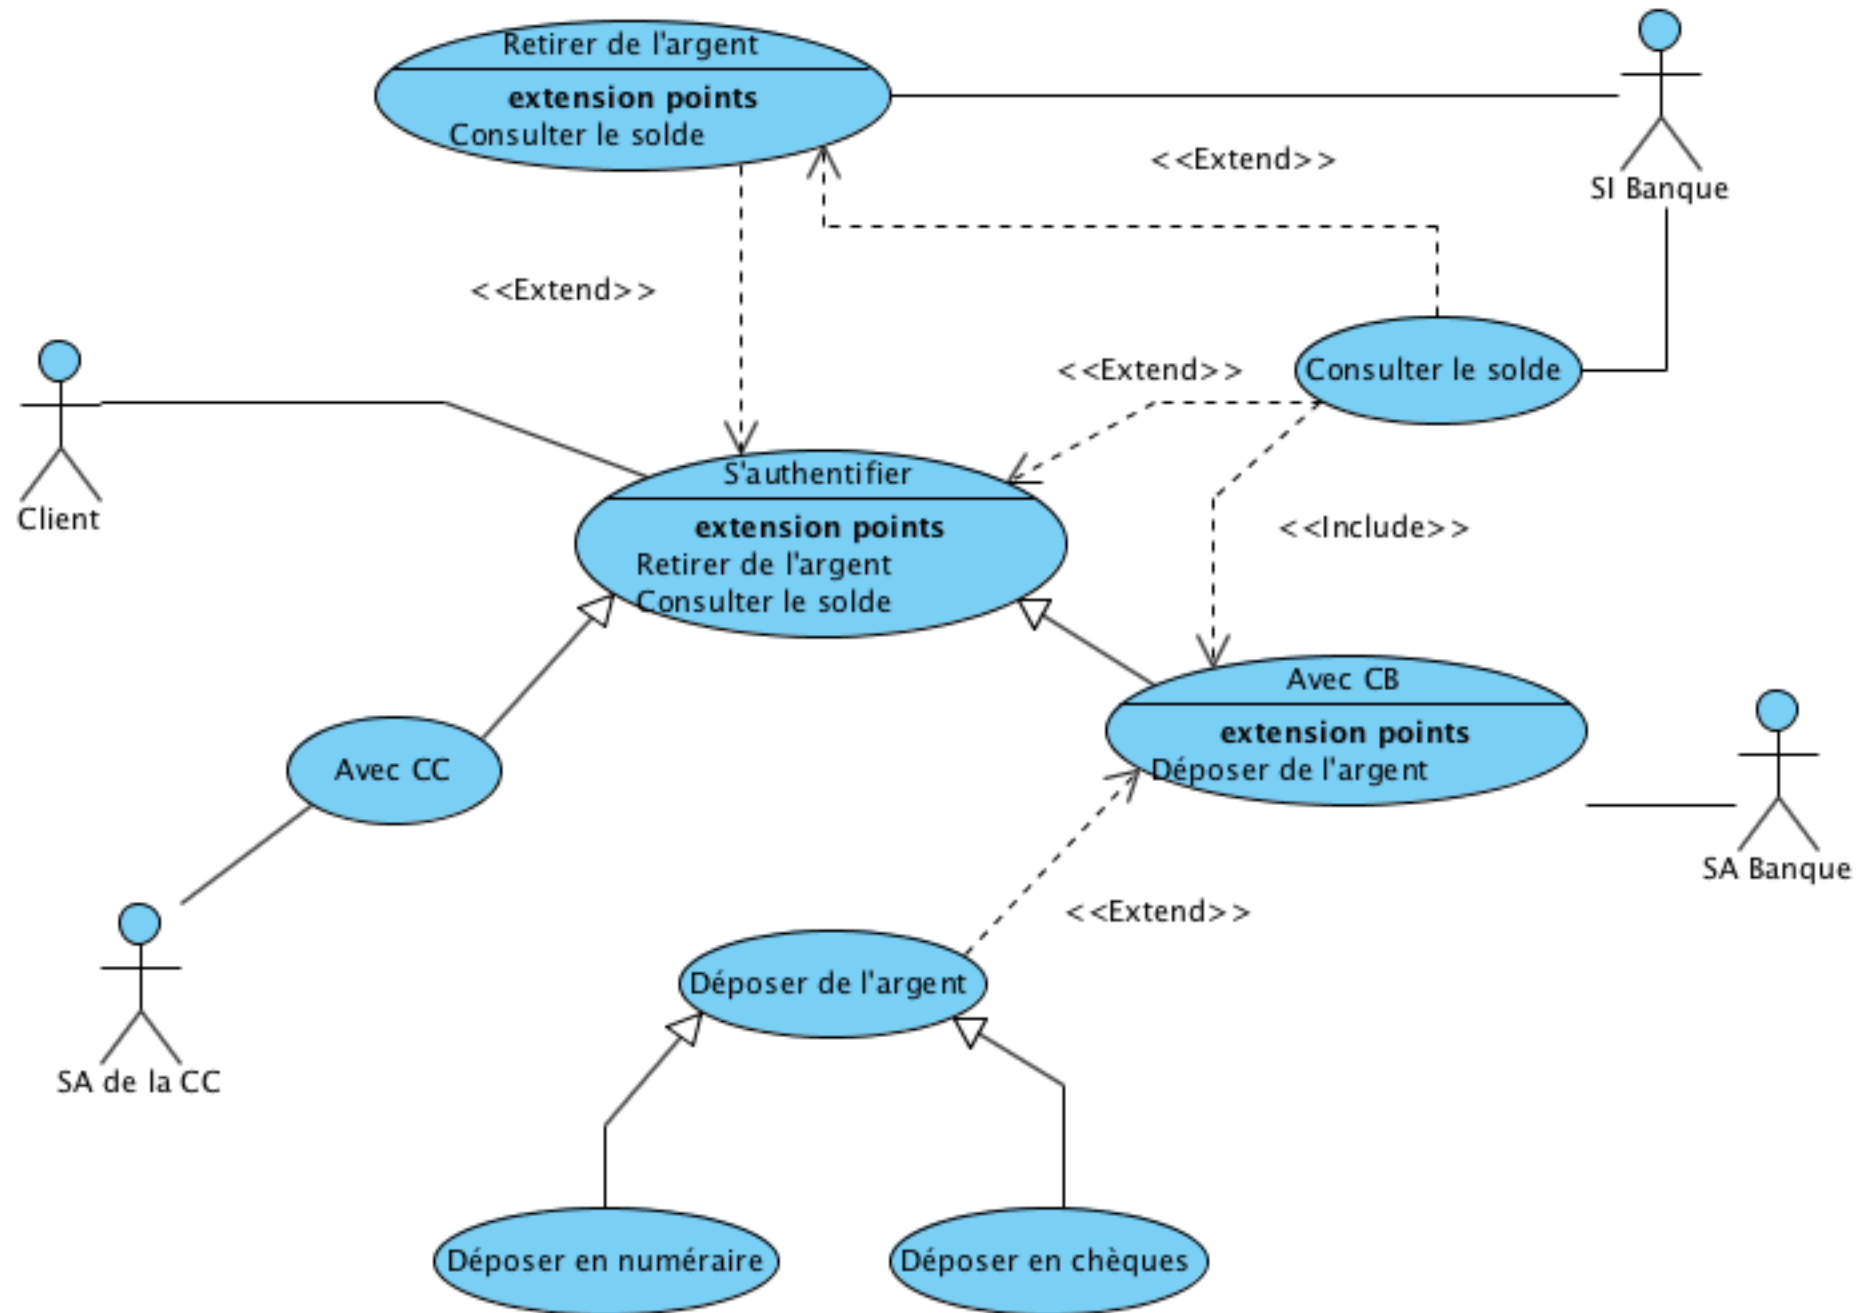 Retirer de l'argent
extension points
Consulter le solde
<<Extend>>
SI Banque
<<Extend>>
<<Extend>>
Consulter le solde
Client
S'authentifier
extension points
Retirer de l'argent
Consulter le solde
<<Include>>
Avec CC
Avec CB
extension points
Déposer de l'argent
SA Banque
<<Extend>>
Déposer de l'argent
SA de la CC
Déposer en numéraire
Déposer en chèques